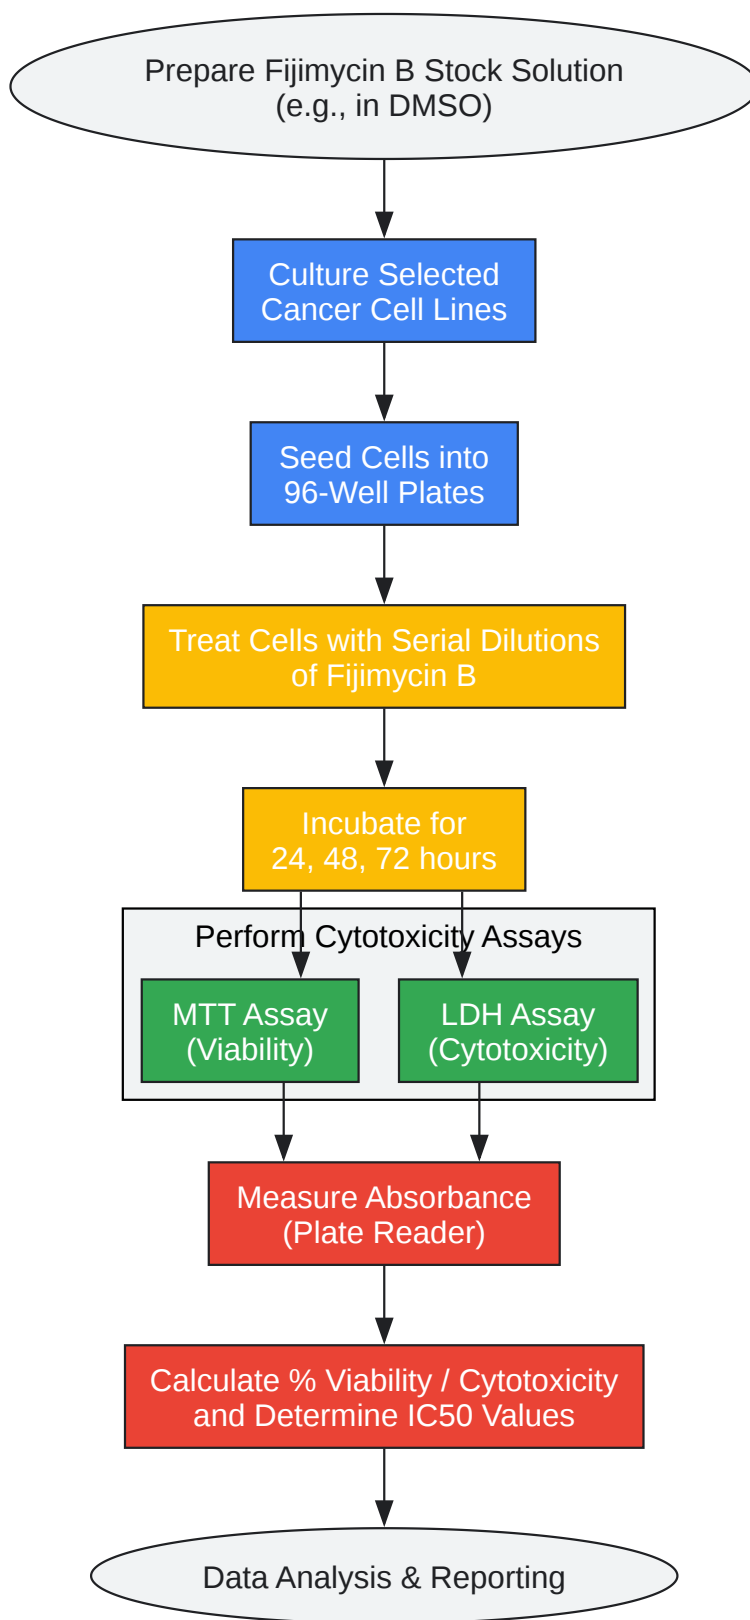 Prepare Fijimycin B Stock Solution
(e.g., in DMSO)
Culture Selected
Cancer Cell Lines
Seed Cells into
96-Well Plates
Treat Cells with Serial Dilutions
of Fijimycin B
Incubate for
24, 48, 72 hours
Perform Cytotoxicity Assays
MTT Assay
(Viability)
LDH Assay
(Cytotoxicity)
Measure Absorbance
(Plate Reader)
Calculate % Viability / Cytotoxicity
and Determine IC50 Values
Data Analysis & Reporting